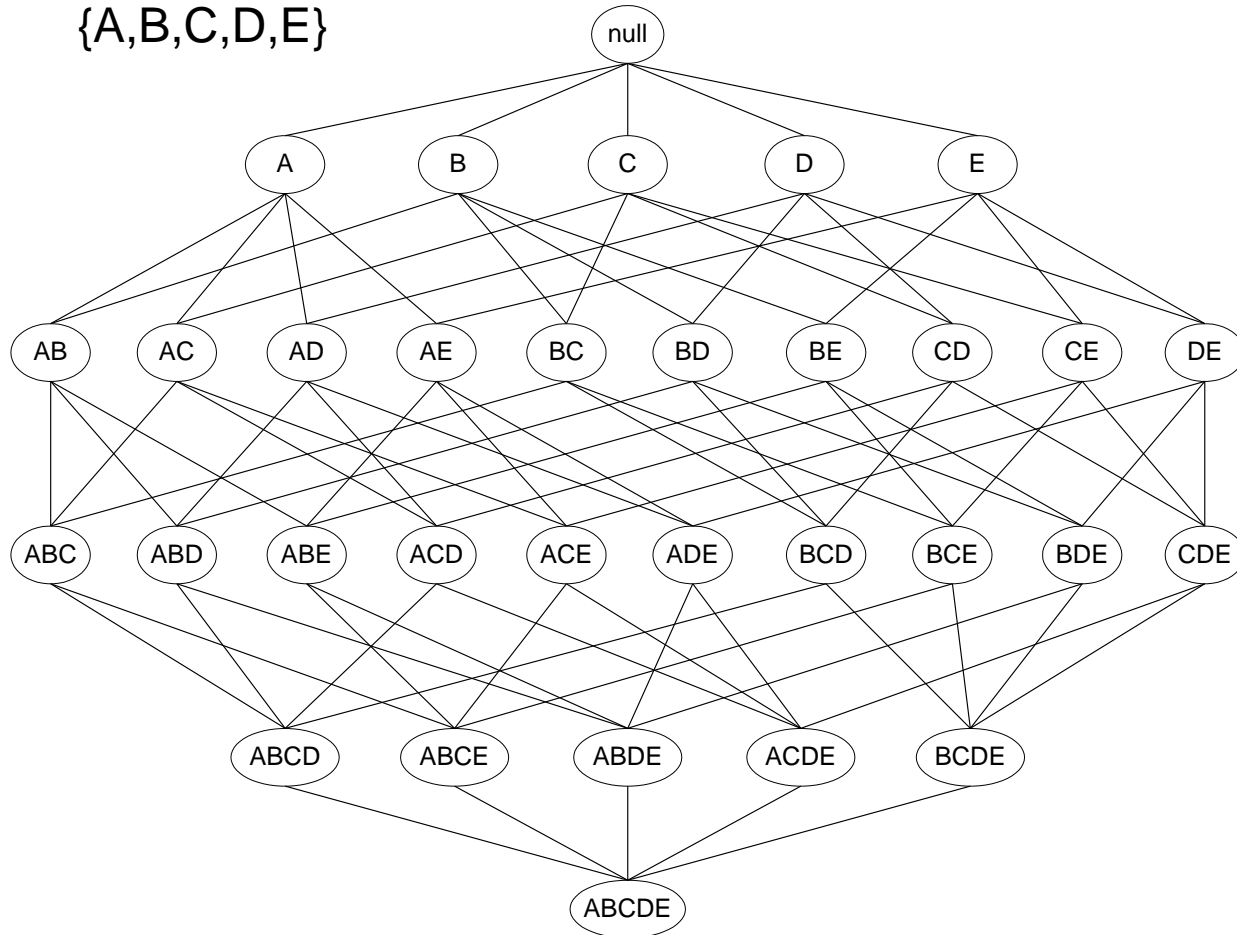 {A,B,C,D,E}
null
A B C D E
AB AC AD AE BC BD BE CD CE DE
ABC ABD ABE ACD ACE ADE BCD BCE BDE CDE
ABCD ABCE ABDE ACDE BCDE
ABCDE